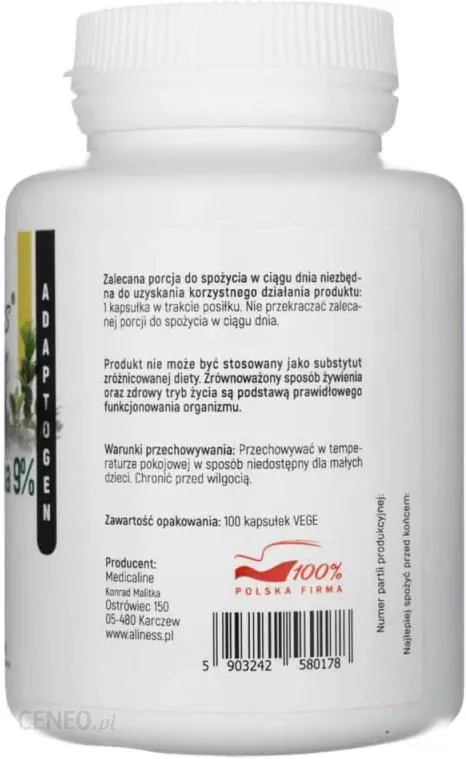 S®
ADAPTOGEN
a 9%
Zalecana porcja do spożycia w ciągu dnia niezbęd-
na do uzyskania korzystnego działania produktu:
1 kapsułka w trakcie posiłku. Nie przekraczać zaleca-
nej porcji do spożycia w ciągu dnia.
Produkt nie może być stosowany jako substytut
zróżnicowanej diety. Zrównoważony sposób żywienia
oraz zdrowy tryb życia są podstawą prawidłowego
funkcjonowania organizmu.
Warunki przechowywania: Przechowywać w tempe-
raturze pokojowej w sposób niedostępny dla małych
dzieci. Chronić przed wilgocią.
Zawartość opakowania: 100 kapsułek VEGE
Producent:
Medicaline
Konrad Malitka
Ostrówiec 150
05-480 Karczew
www.aliness.pl
100%
POLSKA FIRMA
5 903242 580178
Numer partii produkcyjnej:
Najlepiej spożyć przed końcem:
CENEO.pl